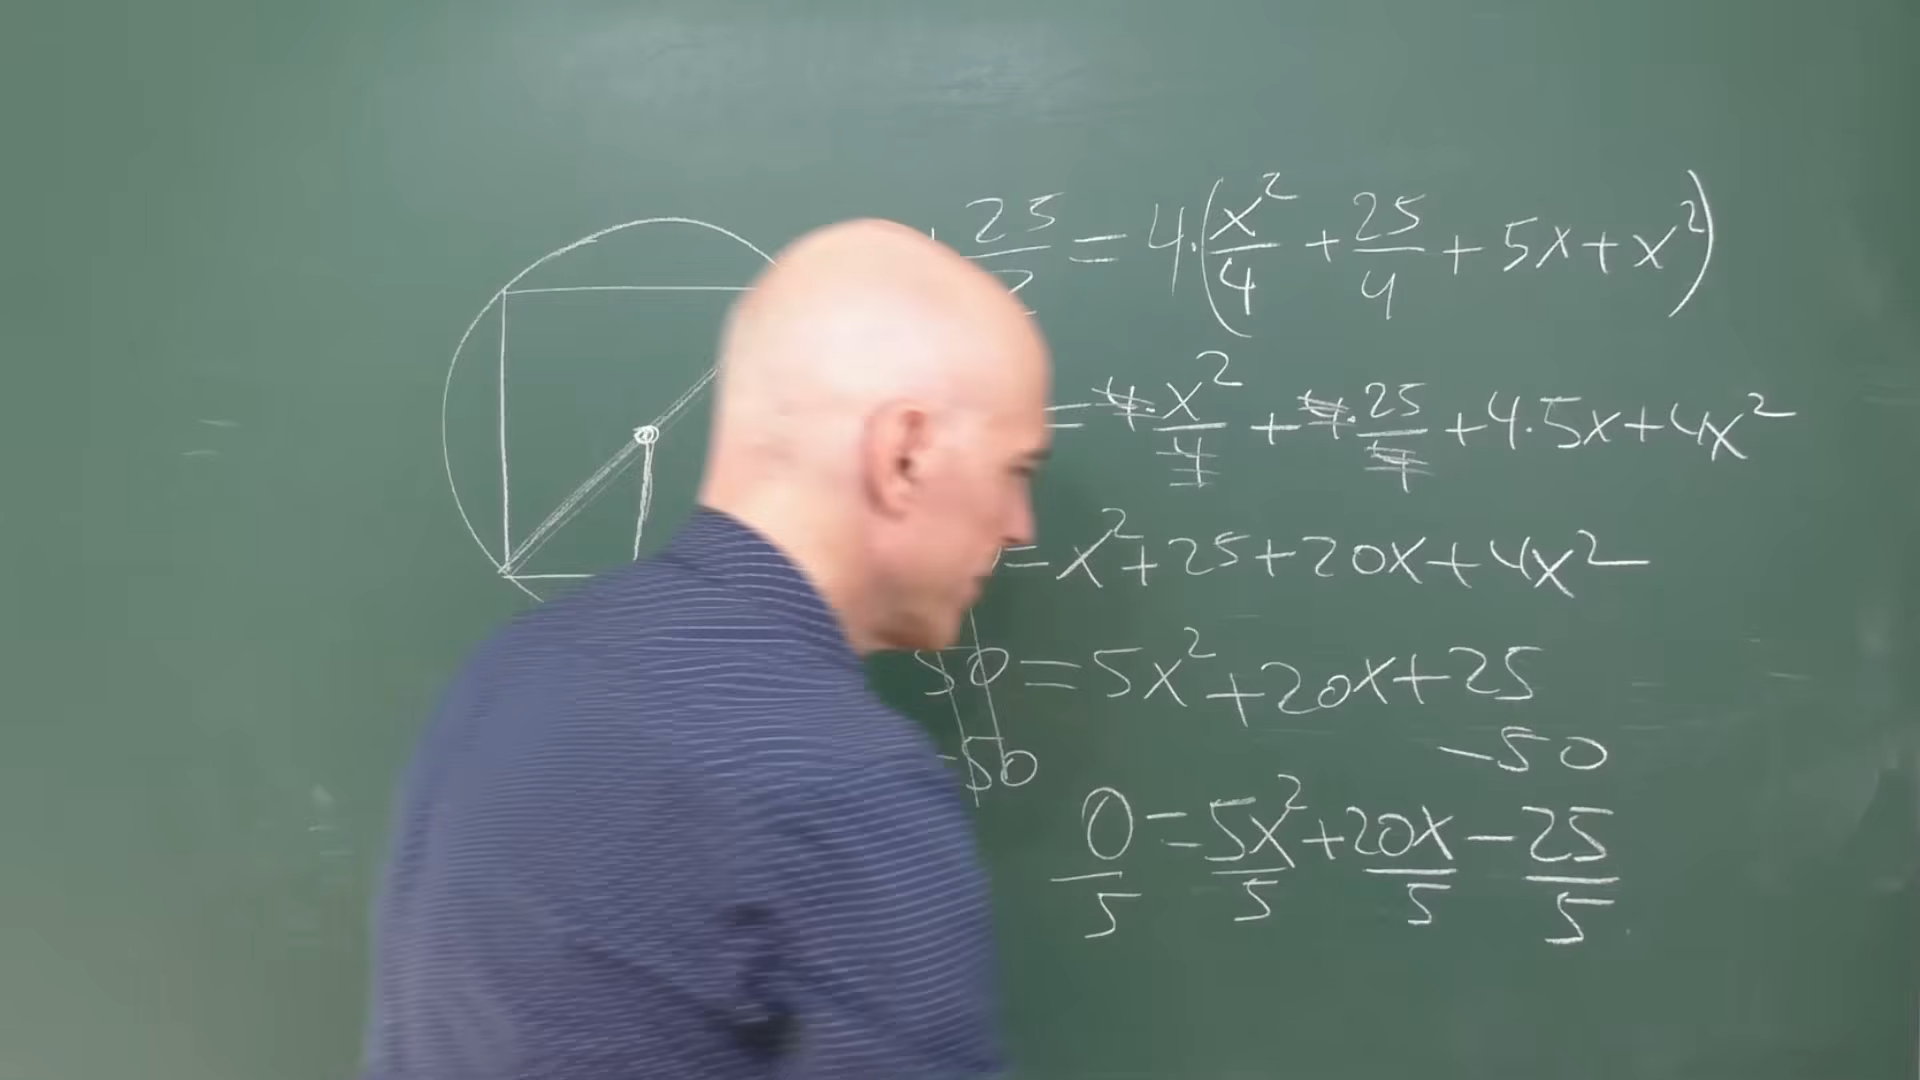 25/2 = 4·(x²/4 + 25/4 + 5x + x²)
= 4·x²/4 + 4·25/4 + 4·5x + 4x²
= x² + 25 + 20x + 4x²
50 = 5x² + 20x + 25
-50 -50
0/5 = 5x²/5 + 20x/5 - 25/5